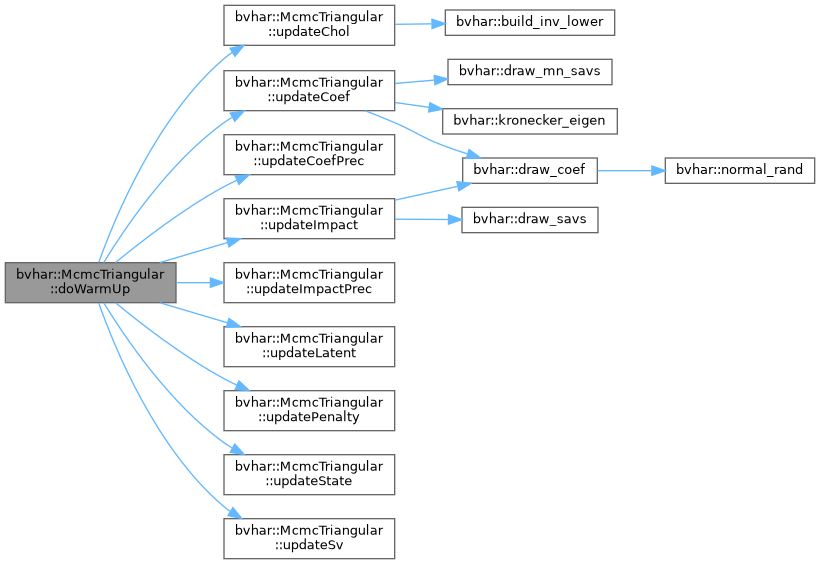 bvhar::McmcTriangular
::doWarmUp
bvhar::McmcTriangular
::updateChol
bvhar::build_inv_lower
bvhar::McmcTriangular
::updateCoef
bvhar::draw_mn_savs
bvhar::kronecker_eigen
bvhar::draw_coef
bvhar::normal_rand
bvhar::McmcTriangular
::updateCoefPrec
bvhar::McmcTriangular
::updateImpact
bvhar::draw_savs
bvhar::McmcTriangular
::updateImpactPrec
bvhar::McmcTriangular
::updateLatent
bvhar::McmcTriangular
::updatePenalty
bvhar::McmcTriangular
::updateState
bvhar::McmcTriangular
::updateSv